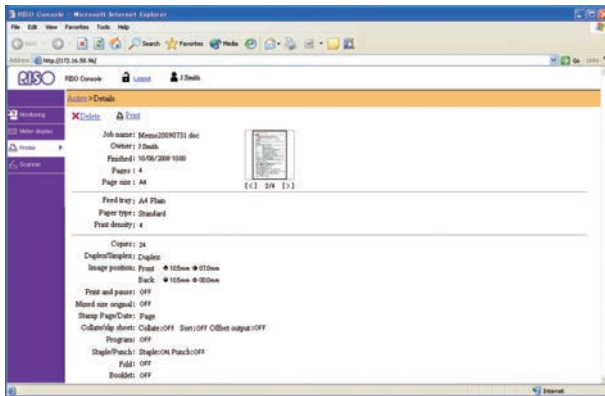 RISO Console - Microsoft Internet Explorer
File Edit View Favorites Tools Help
Search Favorites Media
Address http://172.16.58.96/ Go Links
RISO RISO Console Logout J Smith
Active >Details
Monitoring
Meter display
Printer
Scanner
Delete Print
Job name: Memo20090731.doc
Owner: J Smith
Finished: 10/06/2009 10:00
Pages : 4
Page size : A4
[<] 2/4 [>]
Feed tray: A4 Plain
Paper type: Standard
Print density: 4
Copies: 24
Duplex/Simplex: Duplex
Image position: Front
Back
Print and pause: OFF
Mixed size original: OFF
Stamp Page/Date: Page
Collate/slip sheet: Collate:OFF Sort:OFF Offset output:OFF
Program: OFF
Staple/Punch: Staple:ON, Punch:OFF
Fold: OFF
Booklet: OFF
Internet